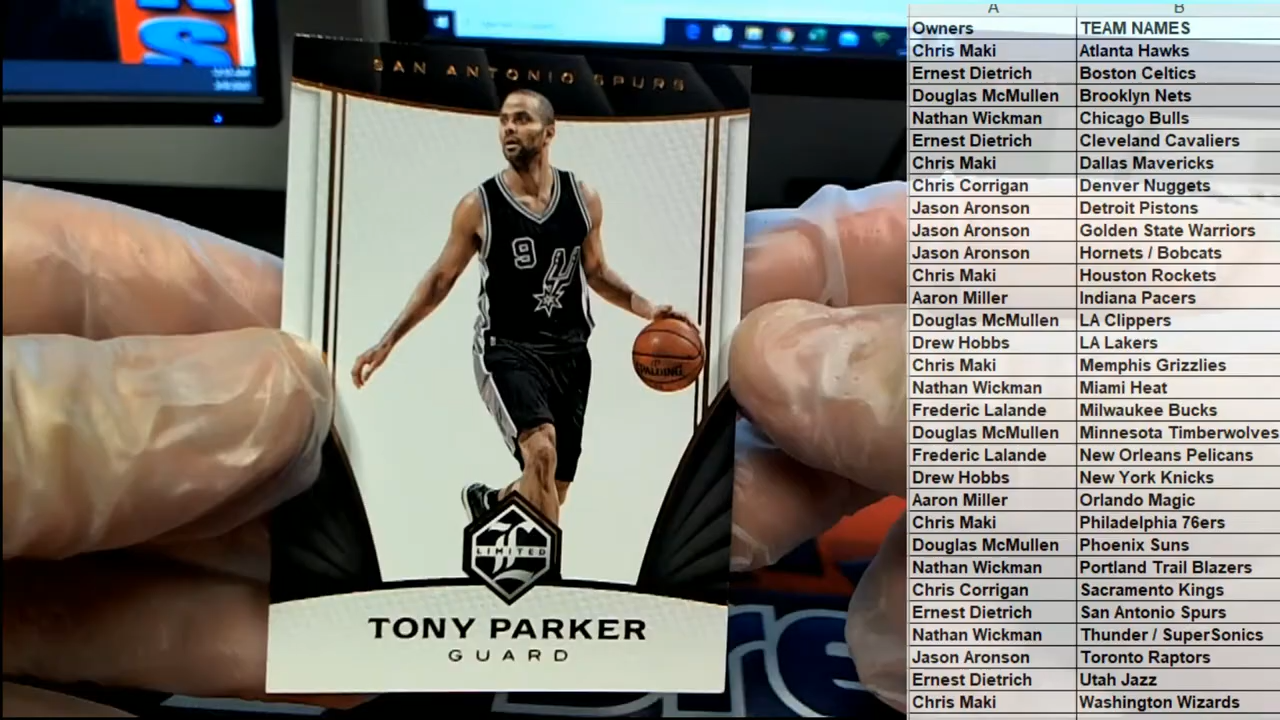 SAN ANTONIO SPURS
9
SPALDING
LIMITED
TONY PARKER
GUARD
A B
Owners TEAM NAMES
Chris Maki Atlanta Hawks
Ernest Dietrich Boston Celtics
Douglas McMullen Brooklyn Nets
Nathan Wickman Chicago Bulls
Ernest Dietrich Cleveland Cavaliers
Chris Maki Dallas Mavericks
Chris Corrigan Denver Nuggets
Jason Aronson Detroit Pistons
Jason Aronson Golden State Warriors
Jason Aronson Hornets / Bobcats
Chris Maki Houston Rockets
Aaron Miller Indiana Pacers
Douglas McMullen LA Clippers
Drew Hobbs LA Lakers
Chris Maki Memphis Grizzlies
Nathan Wickman Miami Heat
Frederic Lalande Milwaukee Bucks
Douglas McMullen Minnesota Timberwolves
Frederic Lalande New Orleans Pelicans
Drew Hobbs New York Knicks
Aaron Miller Orlando Magic
Chris Maki Philadelphia 76ers
Douglas McMullen Phoenix Suns
Nathan Wickman Portland Trail Blazers
Chris Corrigan Sacramento Kings
Ernest Dietrich San Antonio Spurs
Nathan Wickman Thunder / SuperSonics
Jason Aronson Toronto Raptors
Ernest Dietrich Utah Jazz
Chris Maki Washington Wizards